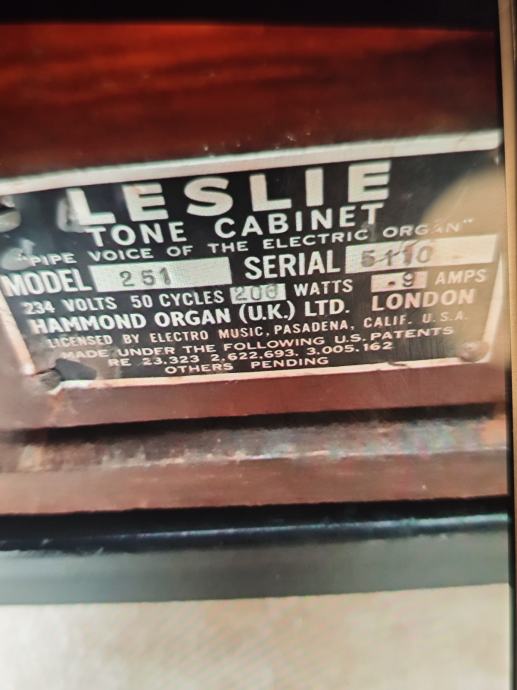 LESLIE
TONE CABINET
"PIPE VOICE OF THE ELECTRIC ORGAN"
MODEL 251 SERIAL 5110
234 VOLTS 50 CYCLES 200 WATTS .9 AMPS
HAMMOND ORGAN (U.K.) LTD. LONDON
LICENSED BY ELECTRO MUSIC, PASADENA, CALIF. U.S.A.
MADE UNDER THE FOLLOWING U.S. PATENTS
RE 23.323 2,622.693. 3,005.162
OTHERS PENDING